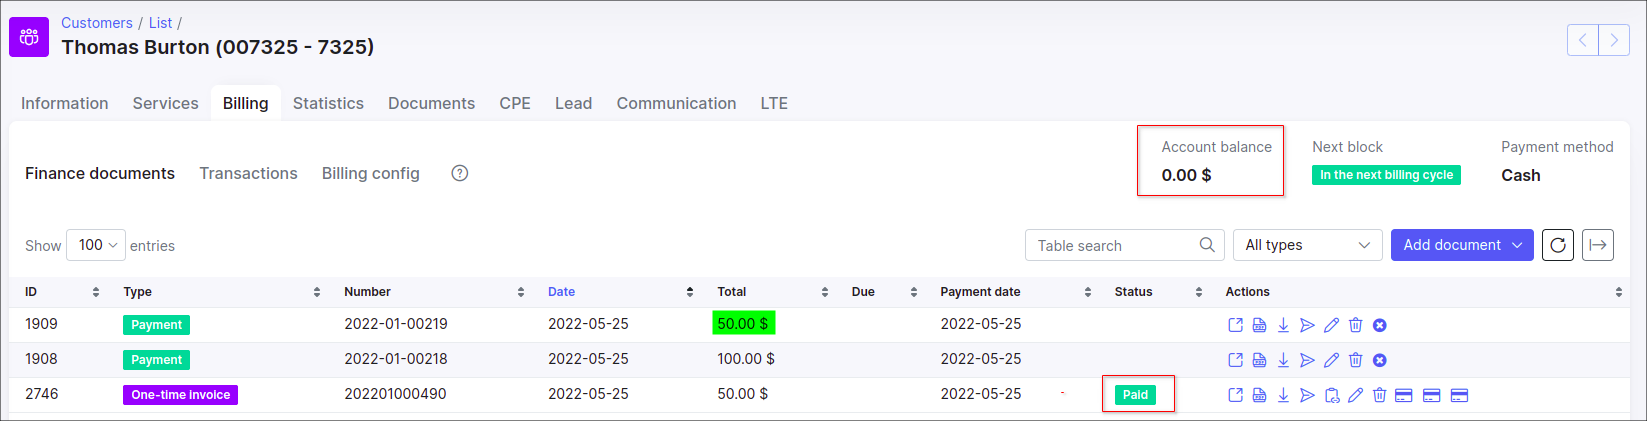 Customers / List /
Thomas Burton (007325 - 7325)
Information Services Billing Statistics Documents CPE Lead Communication LTE
Account balance Next block Payment method
Finance documents Transactions Billing config ? 0.00 $ In the next billing cycle Cash
Show 100 entries Table search All types Add document
ID Type Number Date Total Due Payment date Status Actions
1909 Payment 2022-01-00219 2022-05-25 50.00 $ 2022-05-25
1908 Payment 2022-01-00218 2022-05-25 100.00 $ 2022-05-25
2746 One-time invoice 202201000490 2022-05-25 50.00 $ 2022-05-25 Paid